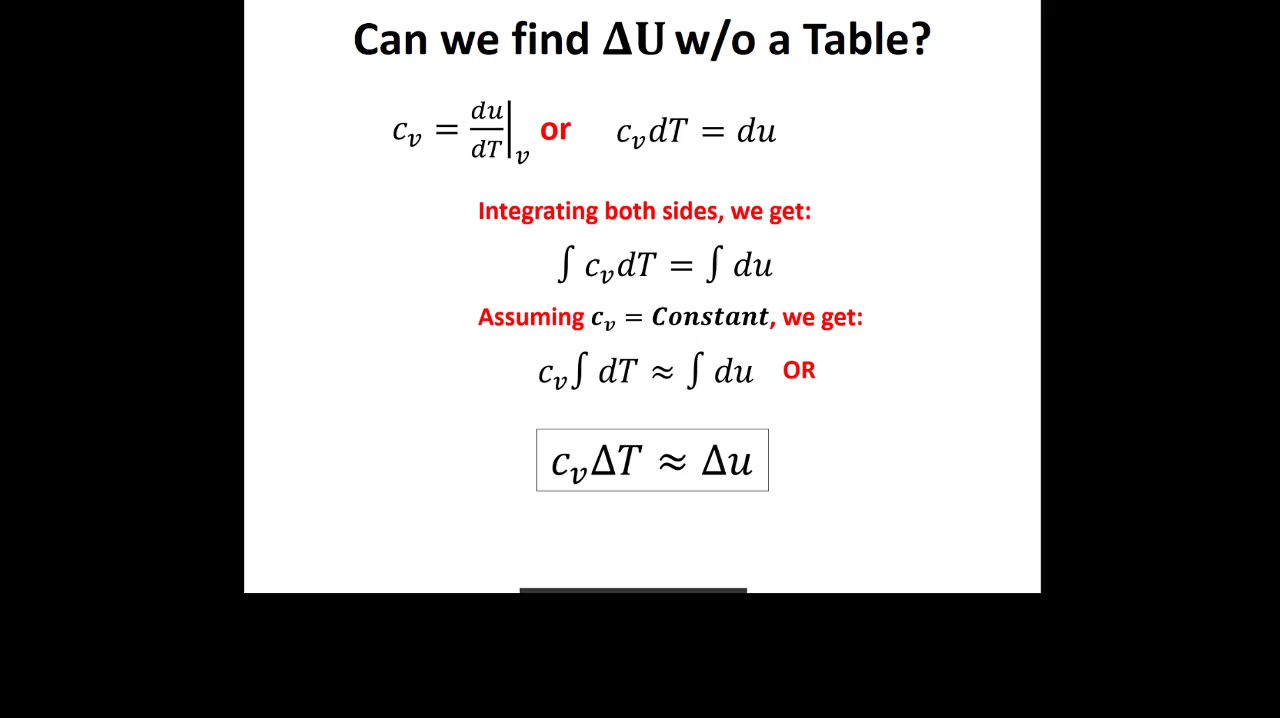 Can we find ΔU w/o a Table?
c_v = du/dT|_v or c_v dT = du
Integrating both sides, we get:
∫ c_v dT = ∫ du
Assuming c_v = Constant, we get:
c_v ∫ dT ≈ ∫ du OR
c_v ΔT ≈ Δu